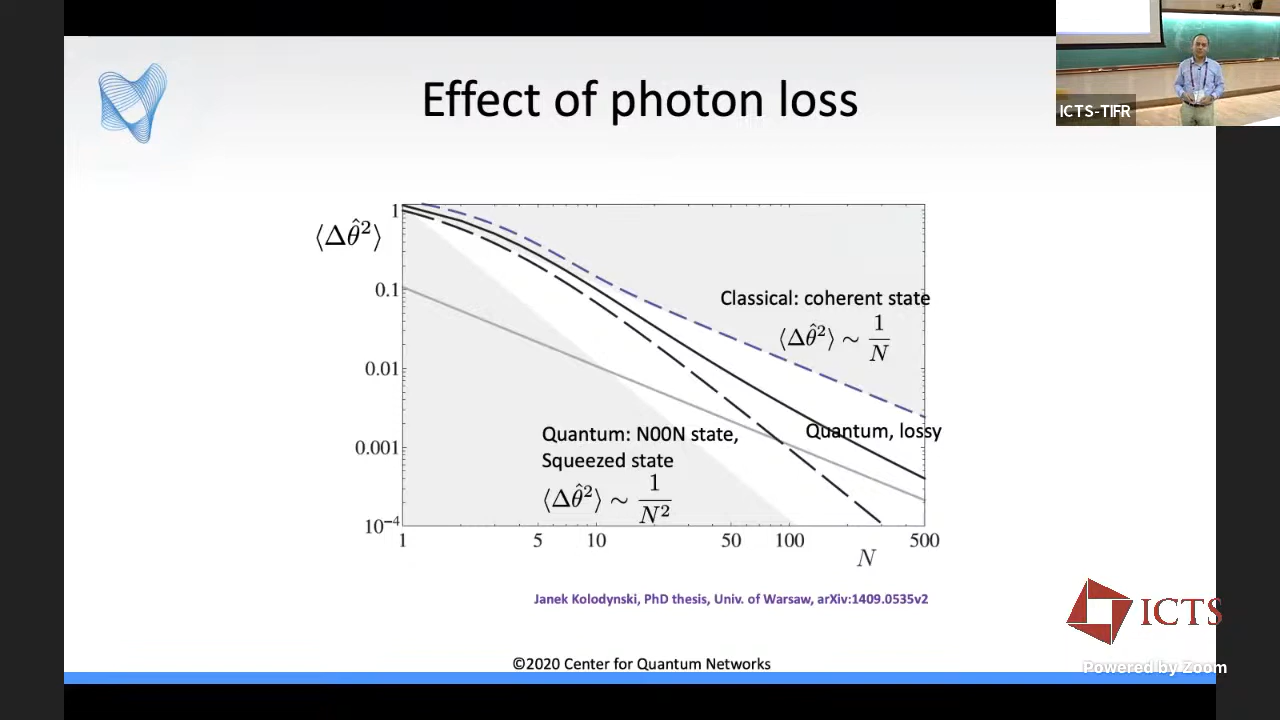 Effect of photon loss
ICTS-TIFR
⟨Δθ̂²⟩
1
0.1
0.01
0.001
10⁻⁴
Classical: coherent state
⟨Δθ̂²⟩ ~ 1/N
Quantum, lossy
Quantum: N00N state,
Squeezed state
⟨Δθ̂²⟩ ~ 1/N²
1 5 10 50 100 500
N
Janek Kolodynski, PhD thesis, Univ. of Warsaw, arXiv:1409.0535v2
ICTS
©2020 Center for Quantum Networks
Powered by Zoom